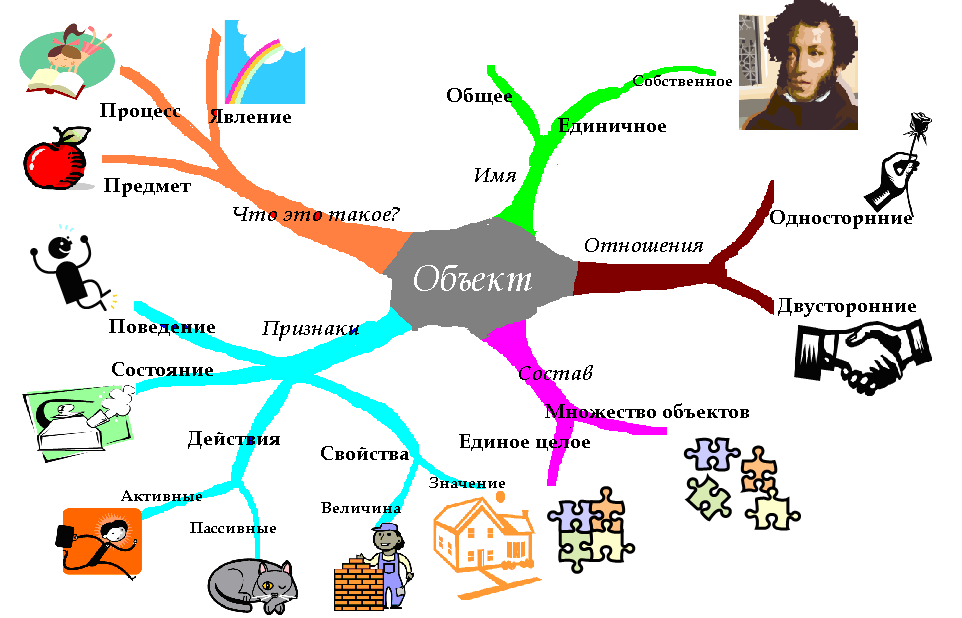 Собственное
Общее
Единичное
Процесс
Явление
Имя
Предмет
Что это такое?
Односторнние
Отношения
Объект
Двусторонние
Поведение
Признаки
Состояние
Состав
Множество объектов
Действия
Единое целое
Свойства
Значение
Активные
Величина
Пассивные